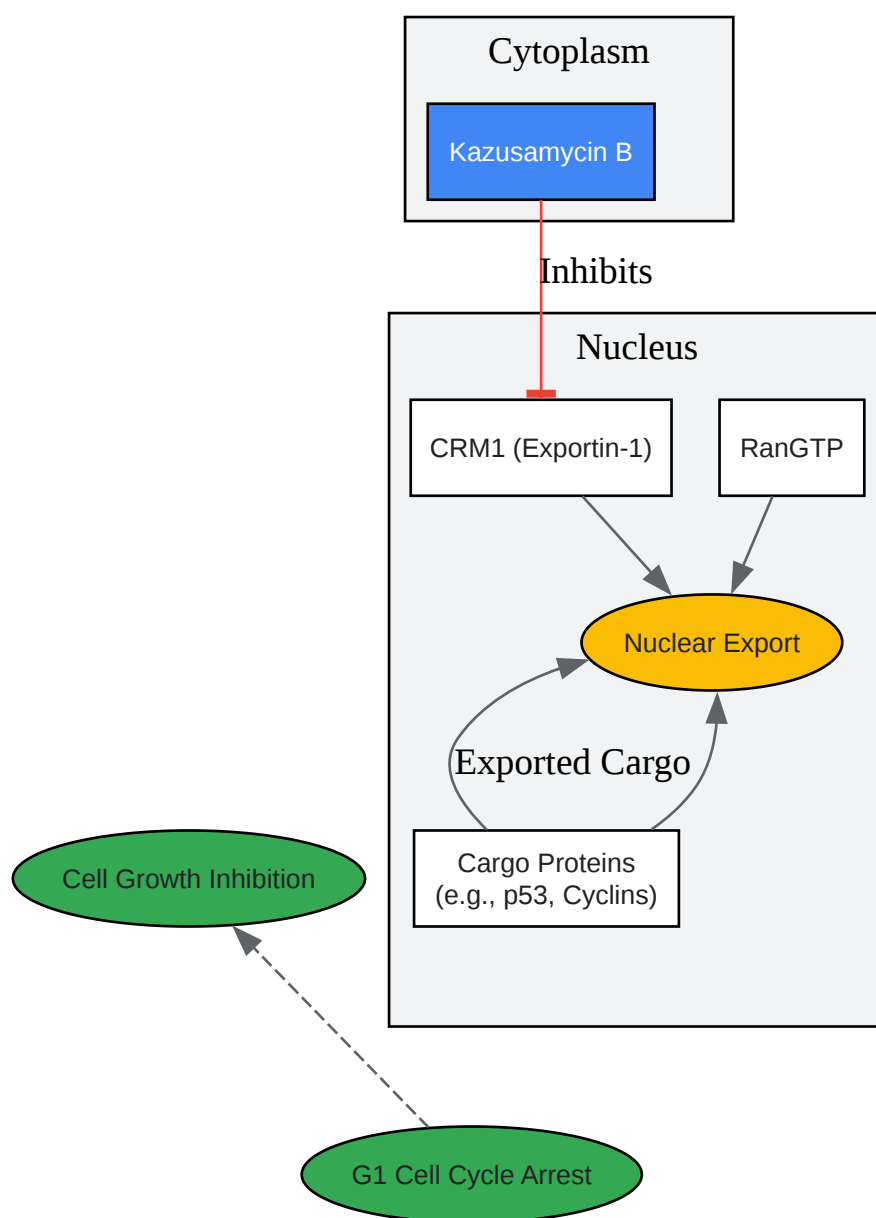 Cytoplasm
Kazusamycin B
Inhibits
Nucleus
CRM1 (Exportin-1)
RanGTP
Nuclear Export
Exported Cargo
Cargo Proteins
(e.g., p53, Cyclins)
Cell Growth Inhibition
G1 Cell Cycle Arrest